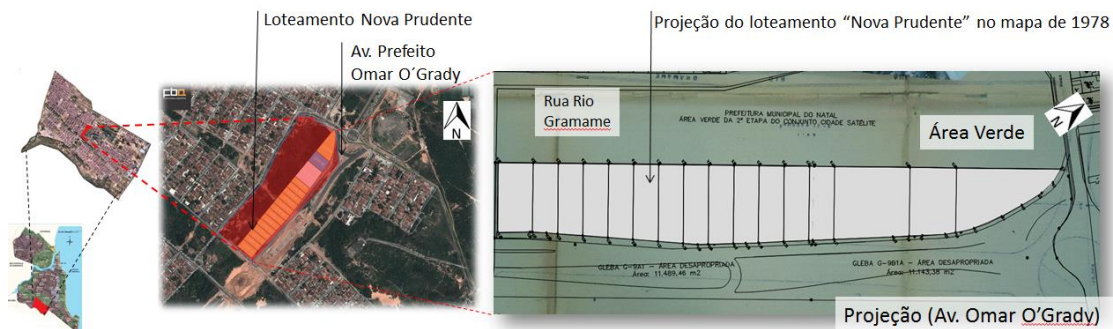 Loteamento Nova Prudente
Projeção do loteamento “Nova Prudente” no mapa de 1978
Av. Prefeito
Omar O´Grady
N
Rua Rio
Gramame
PREFEITURA MUNICIPAL DO NATAL
ÁREA VERDE DA 2ª ETAPA DO CONJUNTO CIDADE SATÉLITE
Área Verde
N
GLEBA G-9A1 – ÁREA DESAPROPRIADA
Área: 11.489,46 m2
GLEBA G-9B1A – ÁREA DESAPROPRIADA
Área: 11.143,38 m2
Projeção (Av. Omar O’Grady)